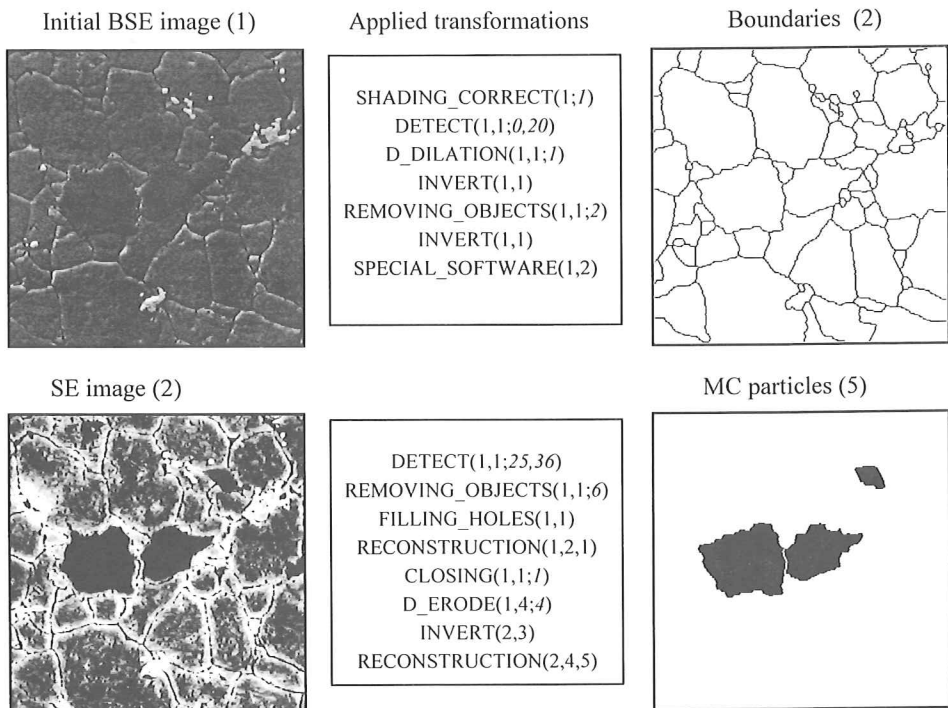 Initial BSE image (1)
Applied transformations
Boundaries (2)
SHADING_CORRECT(1;1)
DETECT(1,1;0,20)
D_DILATION(1,1;1)
INVERT(1,1)
REMOVING_OBJECTS(1,1;2)
INVERT(1,1)
SPECIAL_SOFTWARE(1,2)
SE image (2)
MC particles (5)
DETECT(1,1;25,36)
REMOVING_OBJECTS(1,1;6)
FILLING_HOLES(1,1)
RECONSTRUCTION(1,2,1)
CLOSING(1,1;1)
D_ERODE(1,4;4)
INVERT(2,3)
RECONSTRUCTION(2,4,5)